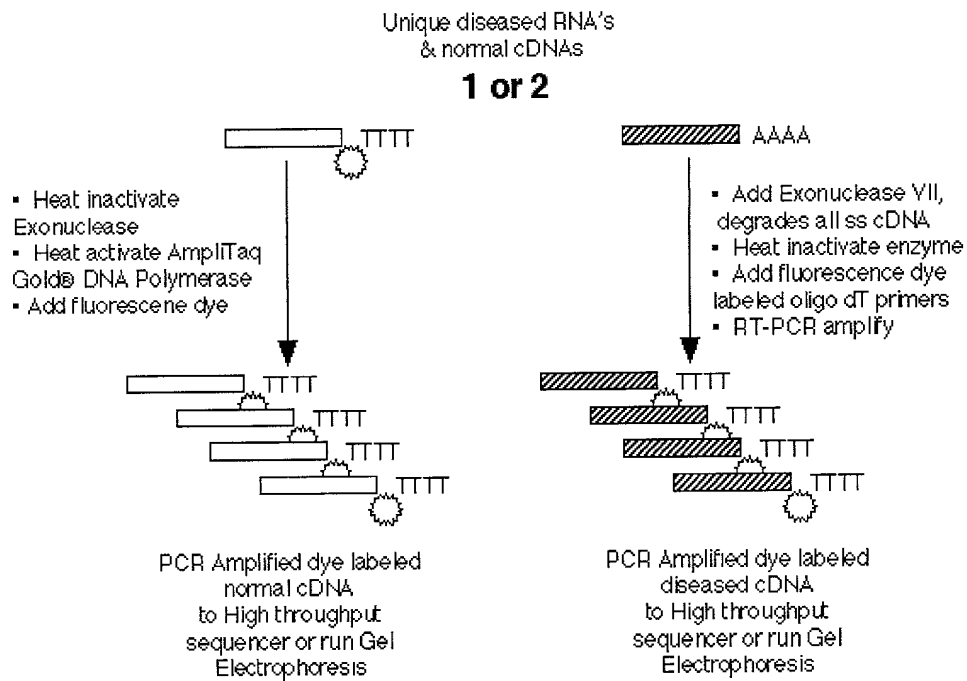 Unique diseased RNA's
& normal cDNAs
1 or 2
TTTT
AAAA
▪ Heat inactivate
Exonuclease
▪ Heat activate AmpliTaq
Gold® DNA Polymerase
▪ Add fluorescene dye
▪ Add Exonuclease VII,
degrades all ss cDNA
▪ Heat inactivate enzyme
▪ Add fluorescence dye
labeled oligo dT primers
▪ RT-PCR amplify
TTTT
TTTT
TTTT
TTTT
TTTT
TTTT
TTTT
TTTT
PCR Amplified dye labeled
normal cDNA
to High throughput
sequencer or run Gel
Electrophoresis
PCR Amplified dye labeled
diseased cDNA
to High throughput
sequencer or run Gel
Electrophoresis